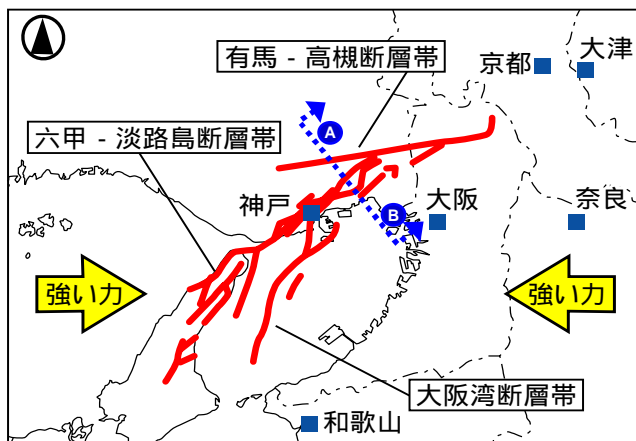 有馬 - 高槻断層帯
京都
大津
A
六甲 - 淡路島断層帯
神戸
B
大阪
奈良
強い力
強い力
大阪湾断層帯
和歌山